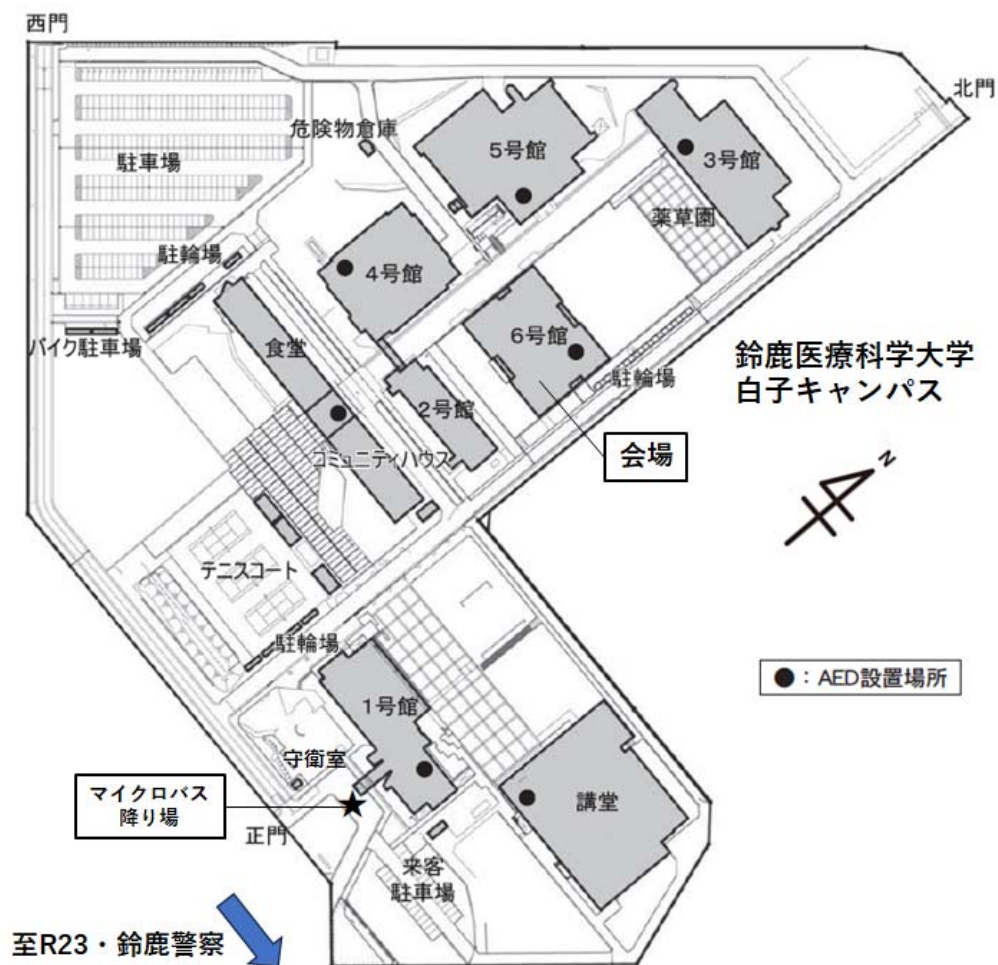 西門
北門
危険物倉庫
5号館
3号館
駐車場
薬草園
駐輪場
4号館
バイク駐車場
食堂
6号館
鈴鹿医療科学大学
白子キャンパス
駐輪場
2号館
コミュニティハウス
会場
N
テニスコート
駐輪場
●：AED設置場所
1号館
守衛室
マイクロバス
降り場
講堂
正門
来客
駐車場
至R23・鈴鹿警察